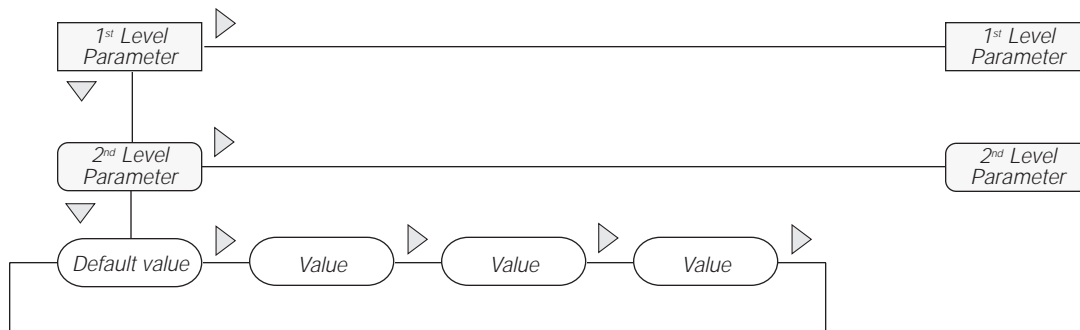 1st Level
Parameter
1st Level
Parameter
2nd Level
Parameter
2nd Level
Parameter
Default value
Value
Value
Value